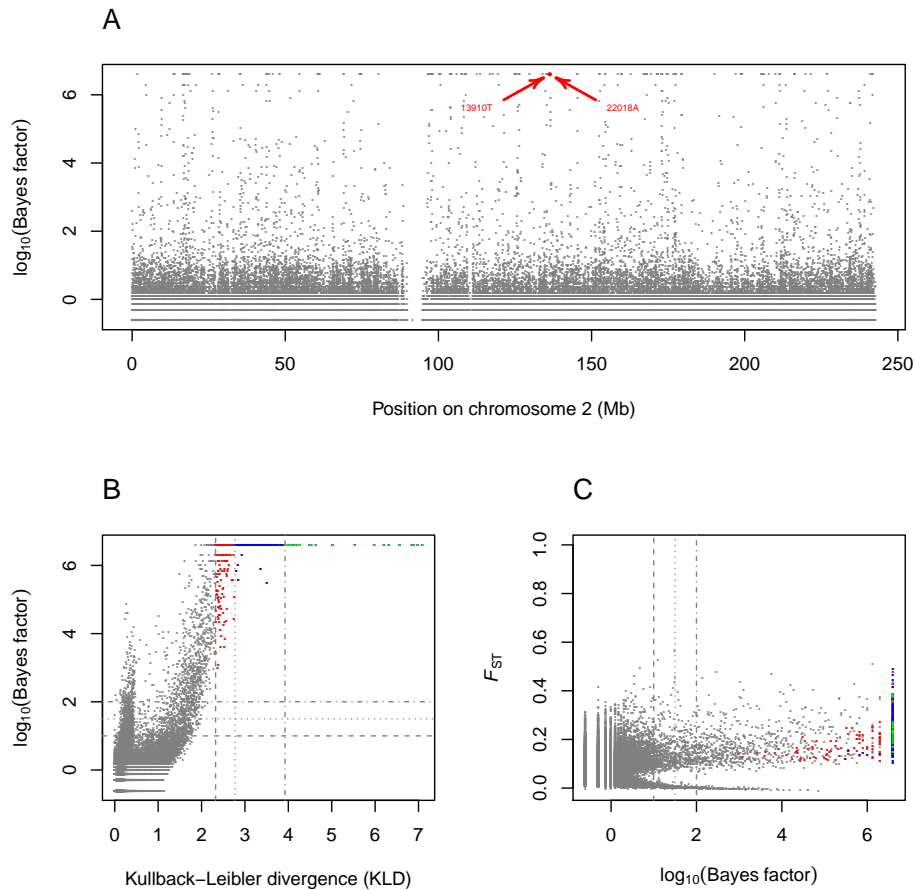 A
log10(Bayes factor)
6
4
2
0
13910T
22018A
0 50 100 150 200 250
Position on chromosome 2 (Mb)
B
log10(Bayes factor)
6
4
2
0
0 1 2 3 4 5 6 7
Kullback−Leibler divergence (KLD)
C
FST
1.0
0.8
0.6
0.4
0.2
0.0
0 2 4 6
log10(Bayes factor)